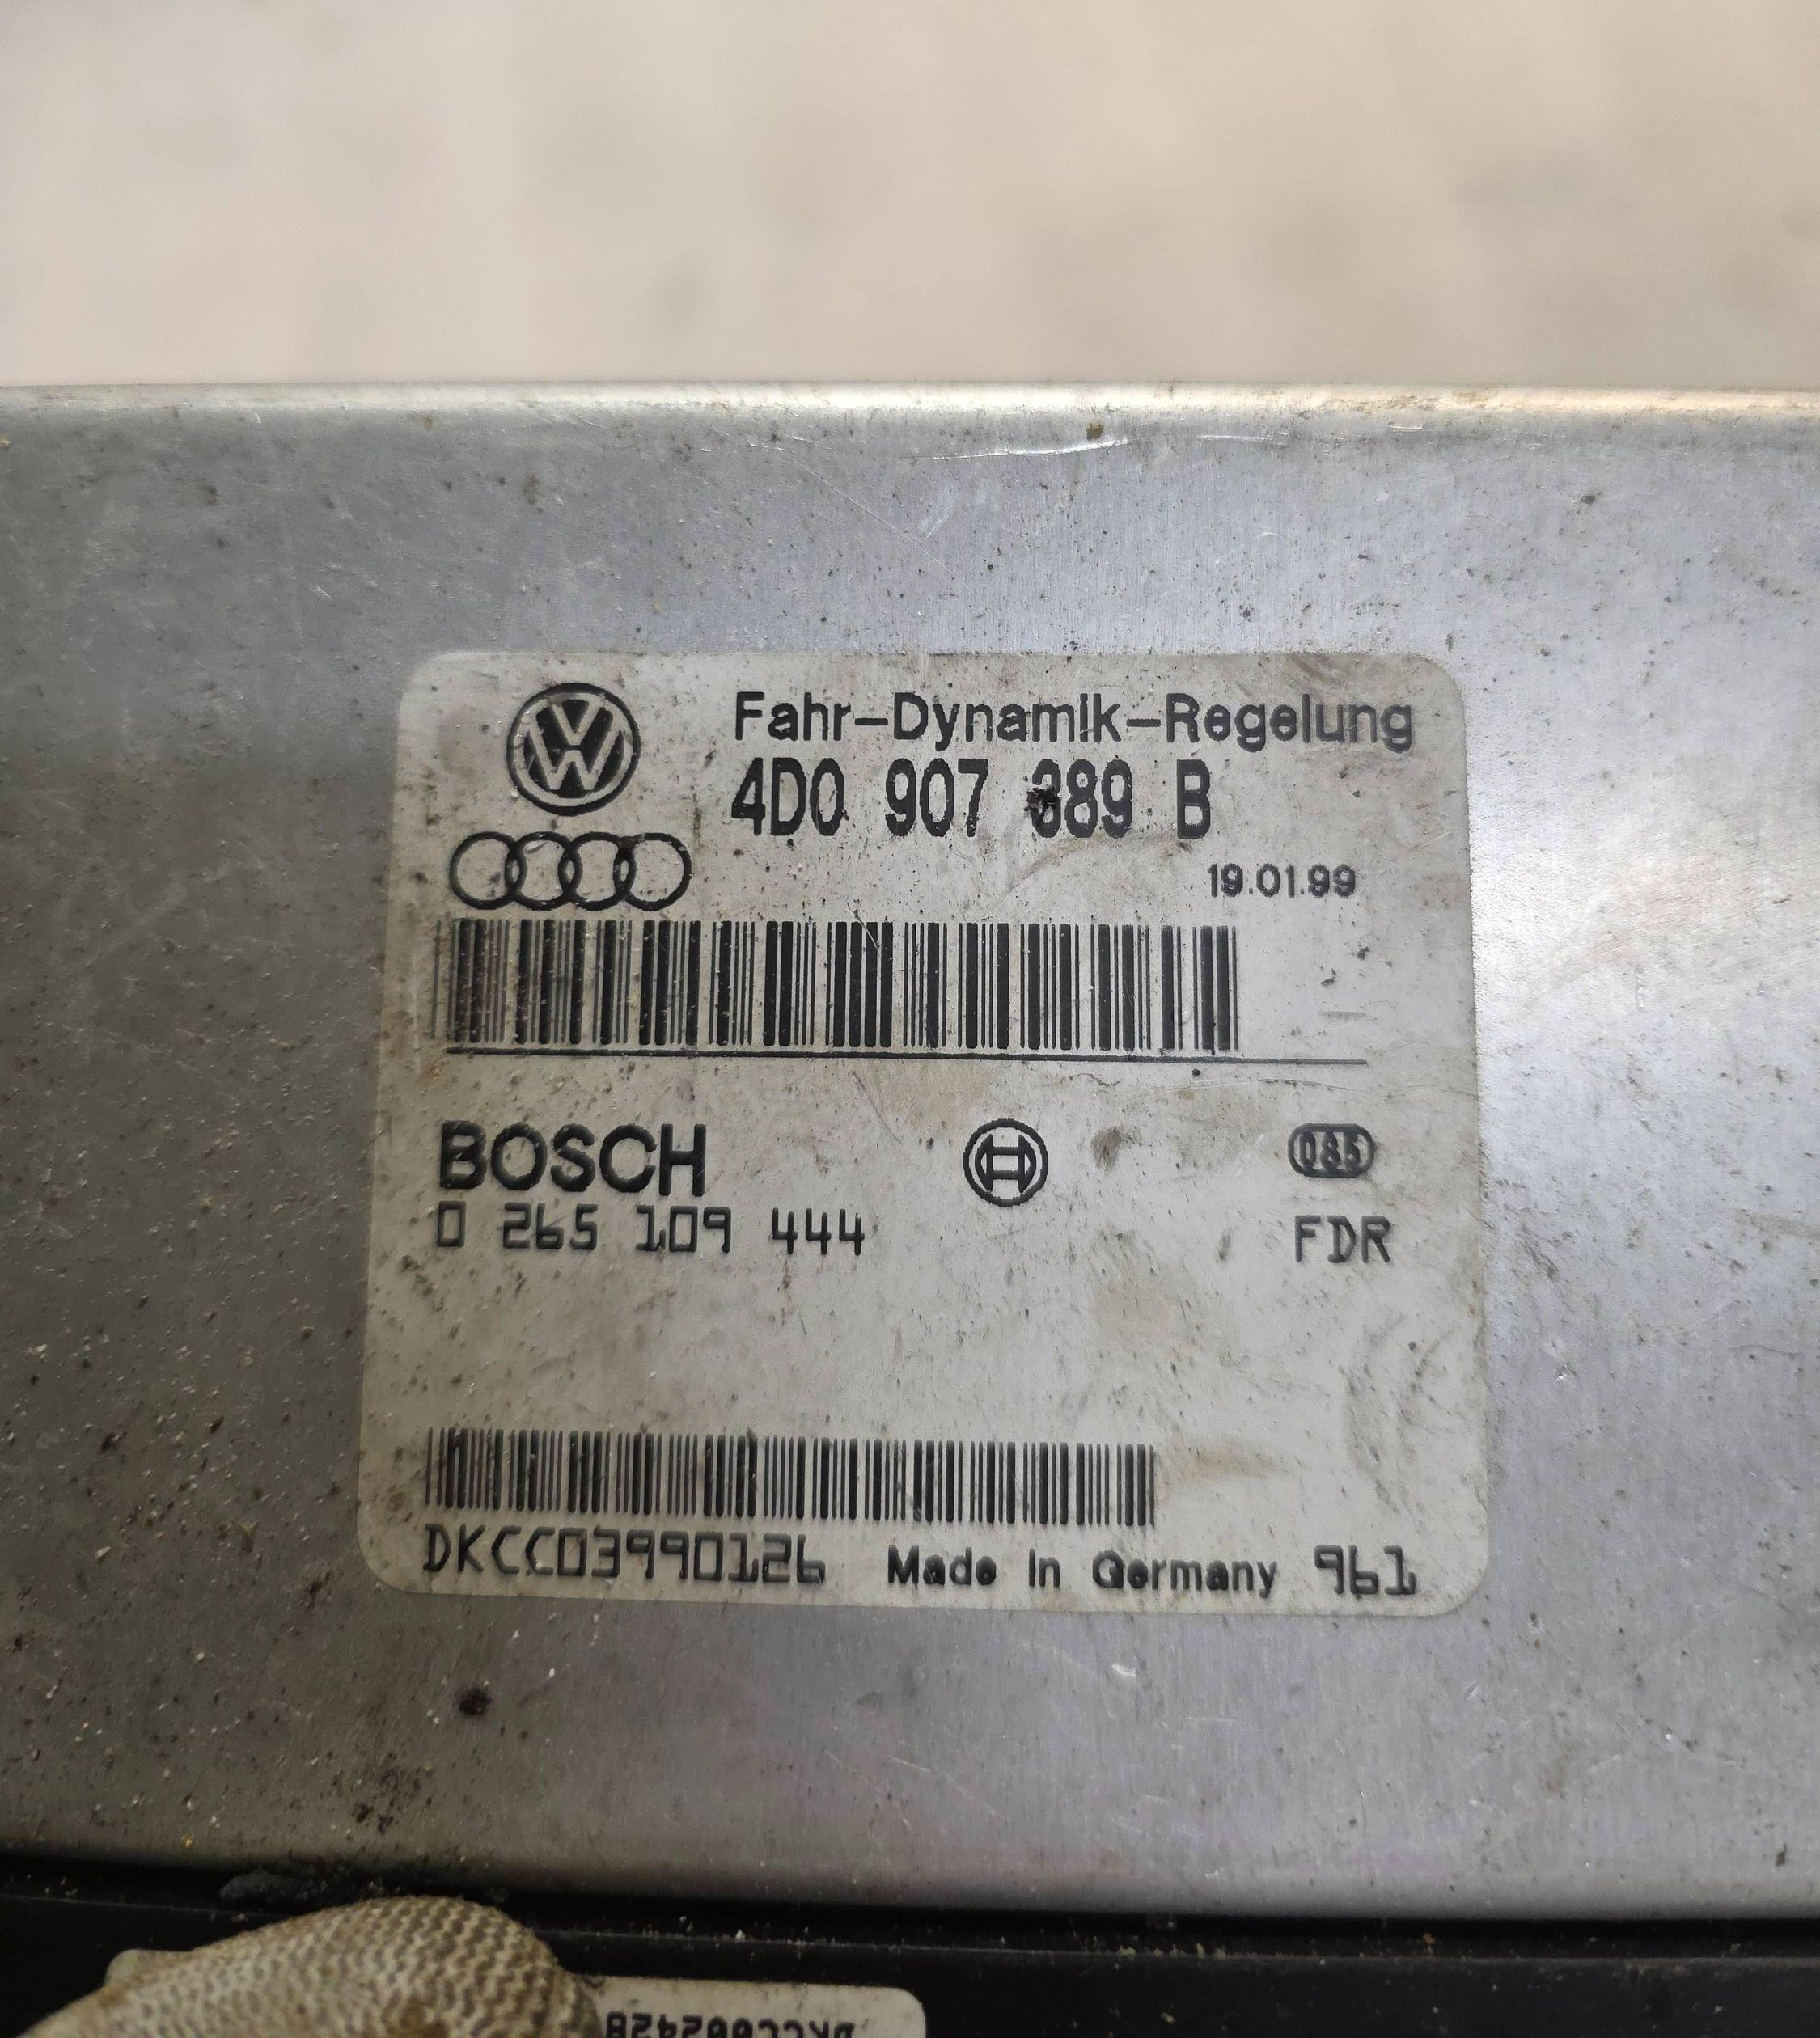 Fahr-Dynamik-Regelung
4D0 907 389 B
19.01.99
BOSCH
085
0 265 109 444
FDR
DKCC03990126 Made in Germany 961